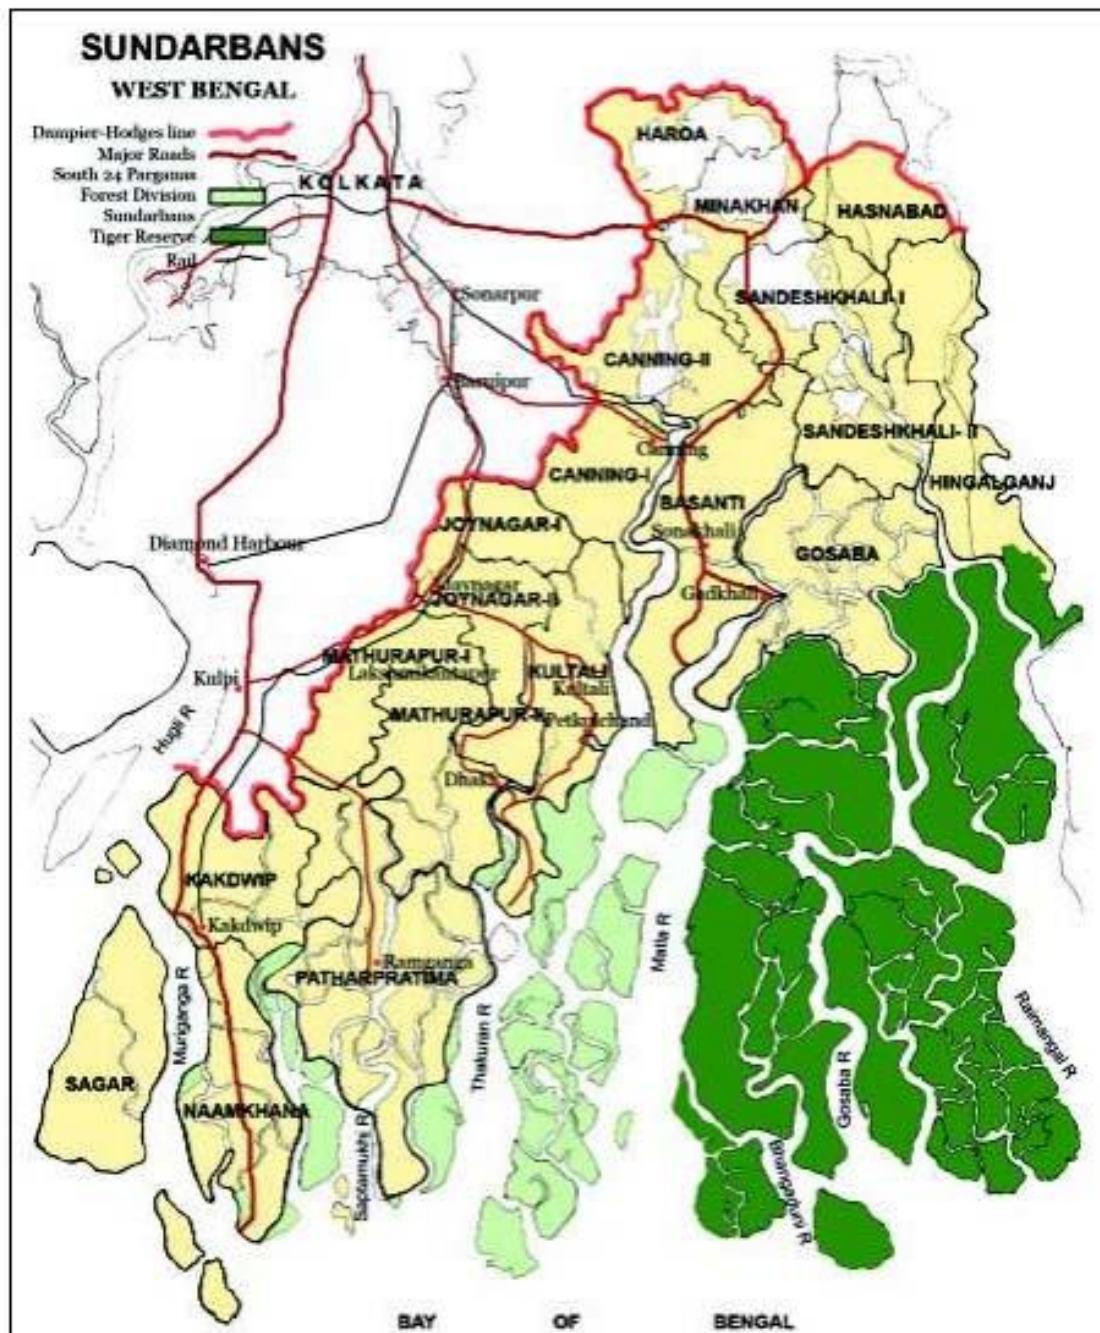 SUNDARBANS
WEST BENGAL
Dampier-Hodges line
Major Roads
South 24 Parganas
Forest Division
Sundarbans
Tiger Reserve
Rail
KOLKATA
HAROA
MINAKHAN
HASNABAD
SANDESHKHALI-I
Sonarpur
CANNING-II
Baruipur
SANDESHKHALI-II
Canning
CANNING-I
HINGALGANJ
BASANTI
JOYNAGAR-I
Sonakhali
Diamond Harbour
GOSABA
Jaynagar
JOYNAGAR-II
Gadkhali
MATHURAPUR-I
Lakshmikantapur
KULTALI
Kultali
Kulpi
MATHURAPUR-II
Petkulchand
Hugli R
Dhaki
KAKDWIP
Kakdwip
Ramganga
PATHARPRATIMA
Matla R
Muriganga R
Thakuran R
Raimangal R
SAGAR
NAAMKHANA
Gosaba R
Saptamukhi R
BAY OF BENGAL